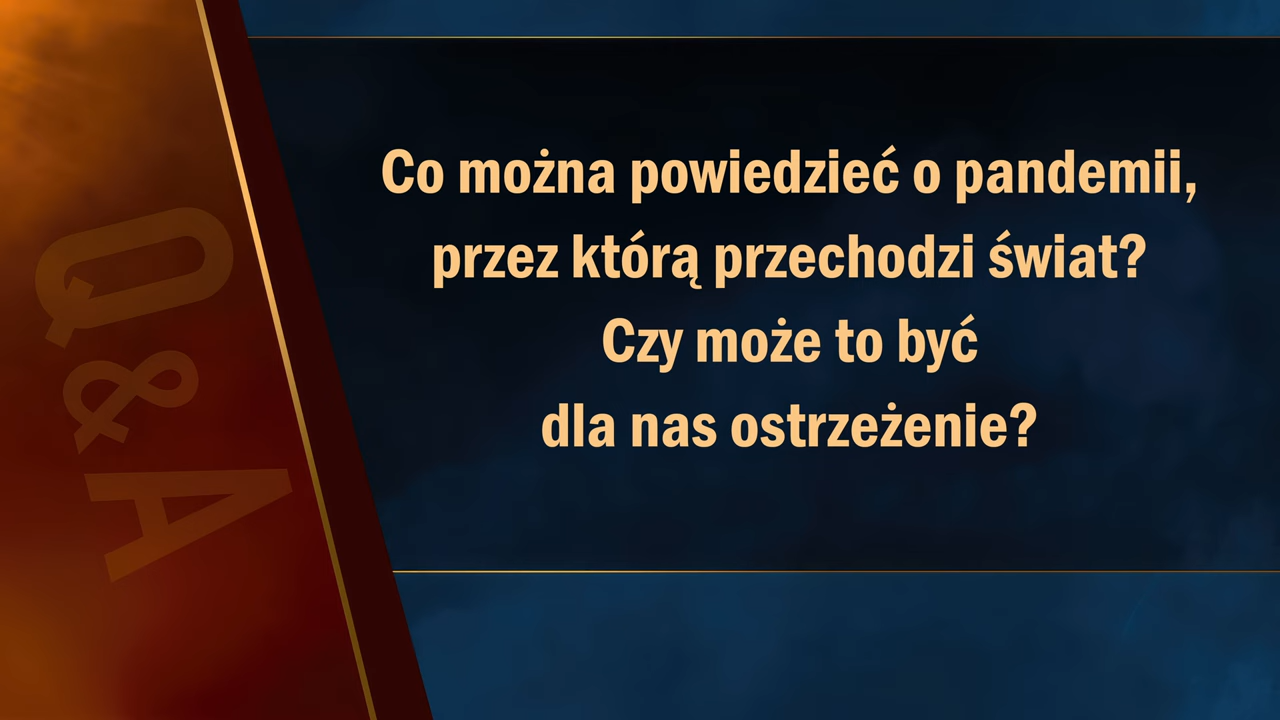 Q&A
Co można powiedzieć o pandemii,
przez którą przechodzi świat?
Czy może to być
dla nas ostrzeżenie?